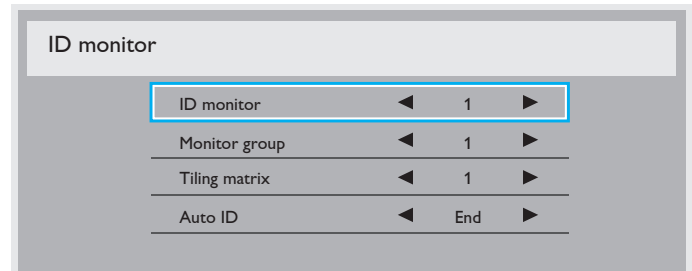 ID monitor
ID monitor ◀ 1 ▶
Monitor group ◀ 1 ▶
Tiling matrix ◀ 1 ▶
Auto ID ◀ End ▶